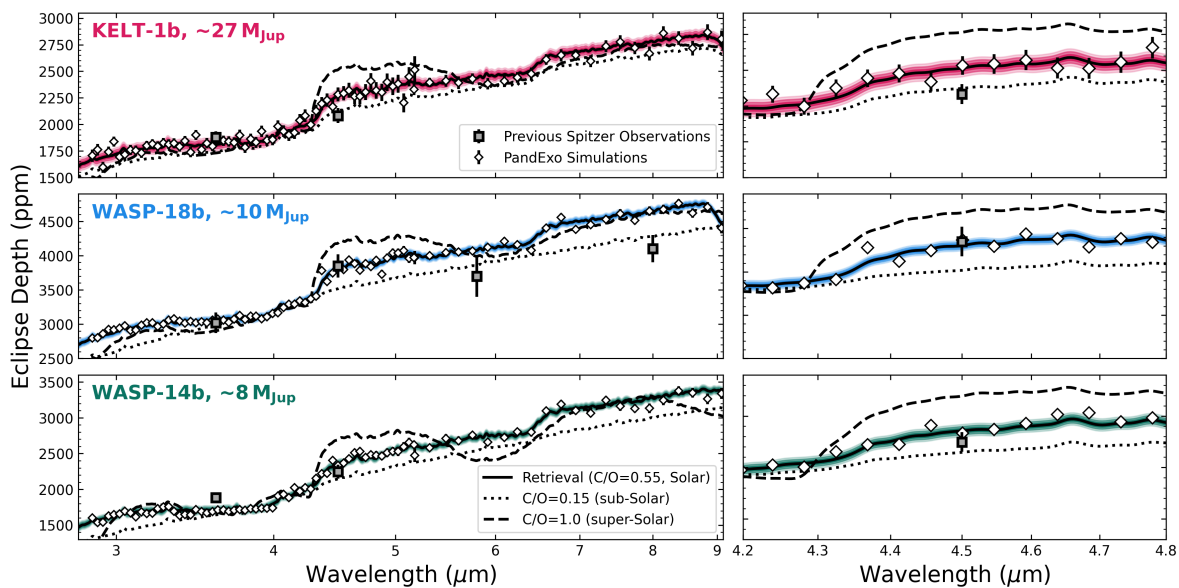 KELT-1b, ~27 MJup
3000
2750
2500
2250
2000
1750
1500
Previous Spitzer Observations
PandExo Simulations
WASP-18b, ~10 MJup
4500
4000
3500
3000
2500
Eclipse Depth (ppm)
WASP-14b, ~8 MJup
3500
3000
2500
2000
1500
Retrieval (C/O=0.55, Solar)
C/O=0.15 (sub-Solar)
C/O=1.0 (super-Solar)
3 4 5 6 7 8 9
4.2 4.3 4.4 4.5 4.6 4.7 4.8
Wavelength (μm)
Wavelength (μm)